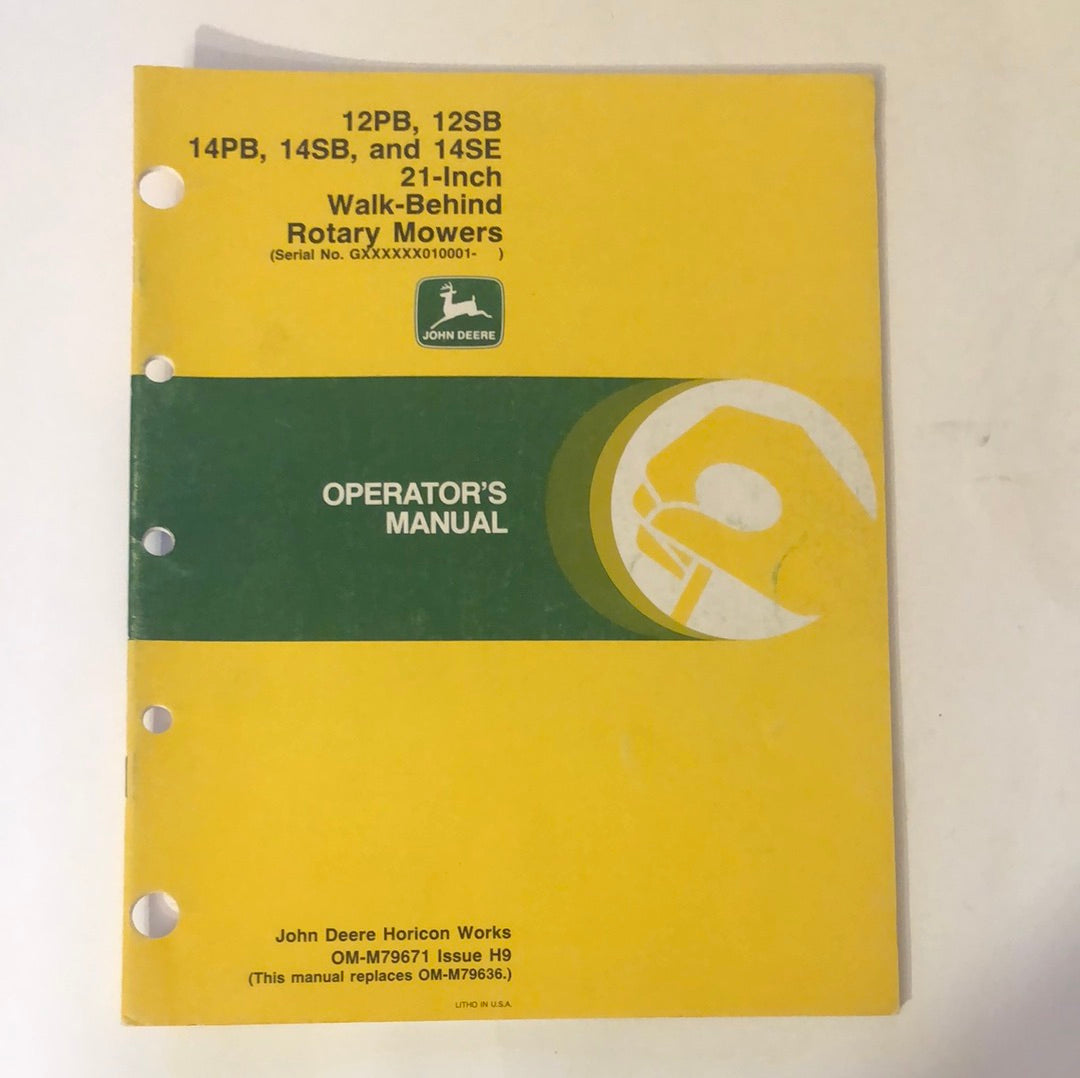 12PB, 12SB
14PB, 14SB, and 14SE
21-Inch
Walk-Behind
Rotary Mowers
(Serial No. GXXXXXX010001- )
JOHN DEERE
OPERATOR'S
MANUAL
John Deere Horicon Works
OM-M79671 Issue H9
(This manual replaces OM-M79636.)
LITHO IN U.S.A.